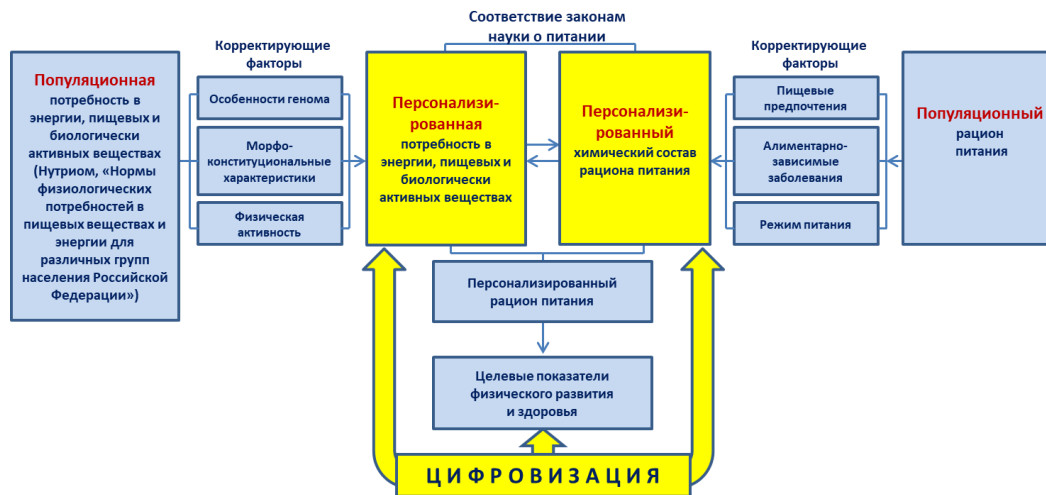 Соответствие законам
науки о питании
Популяционная
потребность в
энергии, пищевых и
биологически
активных веществах
(Нутриом, «Нормы
физиологических
потребностей в
пищевых веществах и
энергии для
различных групп
населения Российской
Федерации»)
Корректирующие
факторы
Особенности генома
Морфо-
конституциональные
характеристики
Физическая
активность
Персонализи-
рованная
потребность в
энергии, пищевых и
биологически
активных веществах
Персонализи-
рованный
химический состав
рациона питания
Корректирующие
факторы
Пищевые
предпочтения
Алиментарно-
зависимые
заболевания
Режим питания
Популяционный
рацион
питания
Персонализированный
рацион питания
Целевые показатели
физического развития
и здоровья
ЦИФРОВИЗАЦИЯ